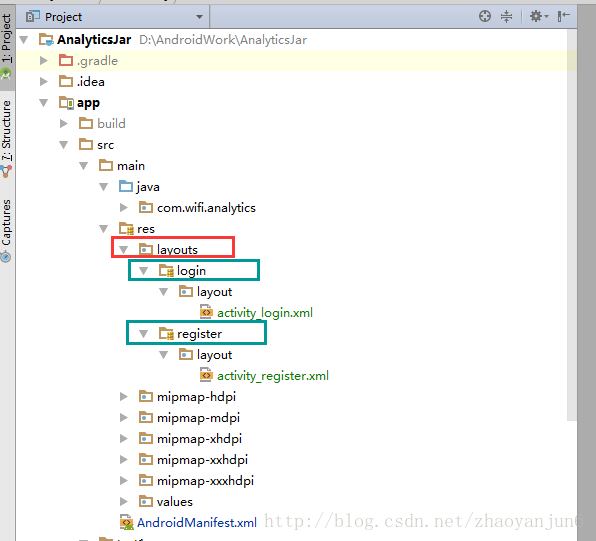 Project
1: Project
AnalyticsJar D:\AndroidWork\AnalyticsJar
.gradle
.idea
app
7: Structure
build
src
main
java
Captures
com.wifi.analytics
res
layouts
login
layout
activity_login.xml
register
layout
activity_register.xml
mipmap-hdpi
mipmap-mdpi
mipmap-xhdpi
mipmap-xxhdpi
mipmap-xxxhdpi
values
AndroidManifest.xml http://blog.csdn.net/zhaoyanjun6